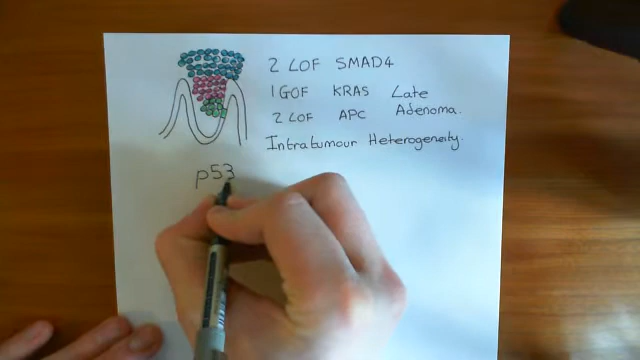 2 LOF SMAD4
1 GOF KRAS Late
2 LOF APC Adenoma.
Intratumour Heterogeneity.
p53